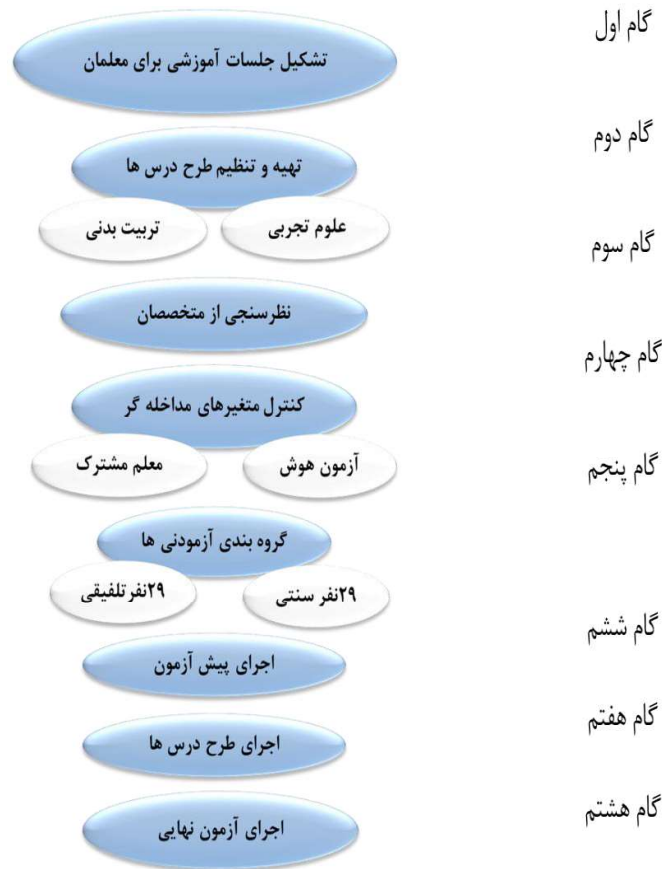 گام اول
تشکیل جلسات آموزشی برای معلمان
گام دوم
تهیه و تنظیم طرح درس ها
علوم تجربی
تربیت بدنی
گام سوم
نظرسنجی از متخصصان
گام چهارم
کنترل متغیرهای مداخله گر
آزمون هوش
معلم مشترک
گام پنجم
گروه بندی آزمودنی ها
۲۹نفر سنتی
۲۹نفرتلفیقی
گام ششم
اجرای پیش آزمون
گام هفتم
اجرای طرح درس ها
گام هشتم
اجرای آزمون نهایی